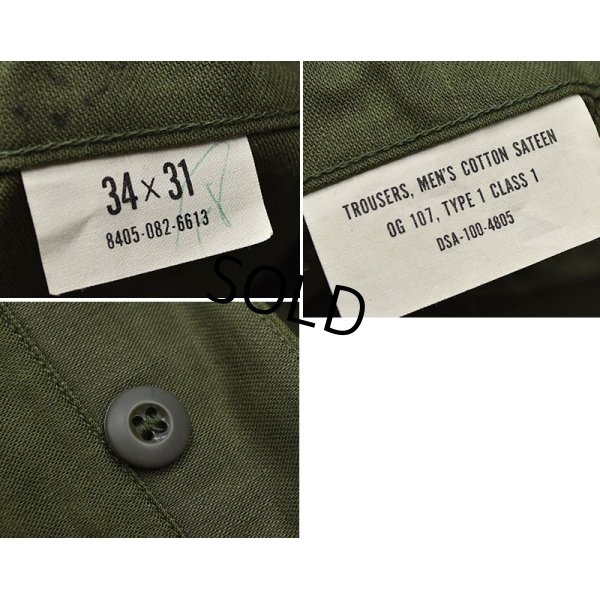 34 x 31
8405-082-6613
TROUSERS, MEN'S COTTON SATEEN
OG 107, TYPE 1 CLASS 1
DSA-100-4805
SOLD